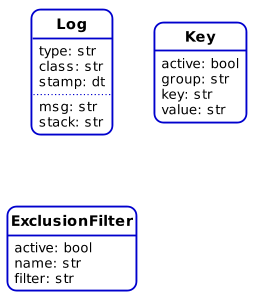 Log
type: str
class: str
stamp: dt
msg: str
stack: str
Key
active: bool
group: str
key: str
value: str
ExclusionFilter
active: bool
name: str
filter: str